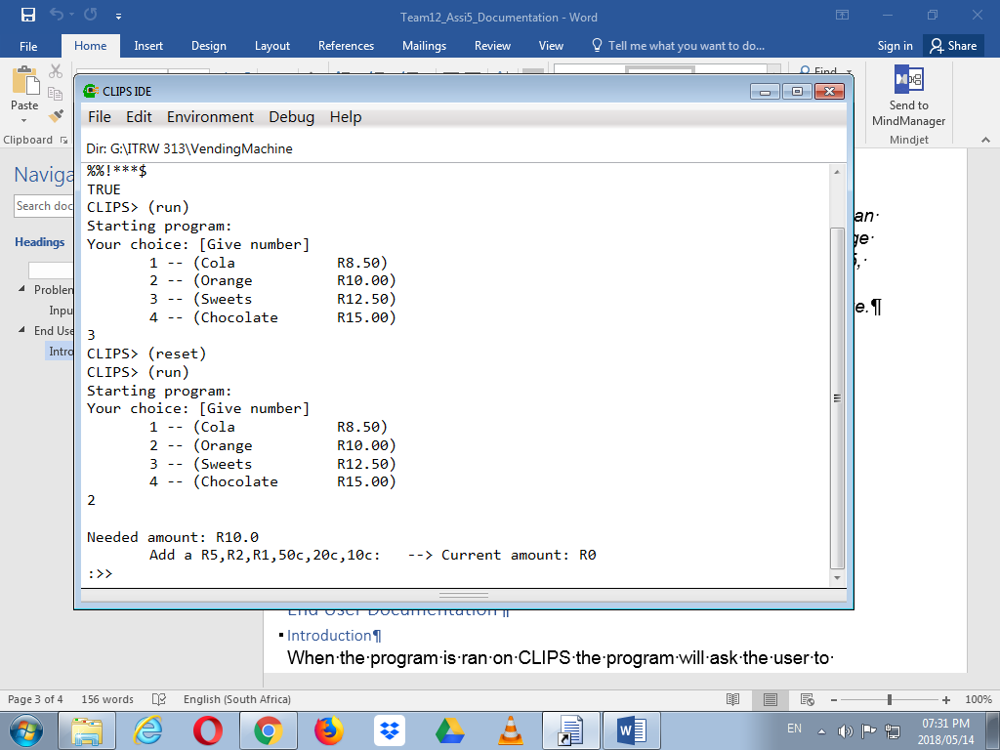 Team12_Assi5_Documentation - Word
File Home Insert Design Layout References Mailings Review View Tell me what you want to do... Sign in Share
Paste
Clipboard
Find
Send to
MindManager
Mindjet
CLIPS IDE
File Edit Environment Debug Help
Dir: G:\ITRW 313\VendingMachine
%%!***$
TRUE
CLIPS> (run)
Starting program:
Your choice: [Give number]
1 -- (Cola R8.50)
2 -- (Orange R10.00)
3 -- (Sweets R12.50)
4 -- (Chocolate R15.00)
3
CLIPS> (reset)
CLIPS> (run)
Starting program:
Your choice: [Give number]
1 -- (Cola R8.50)
2 -- (Orange R10.00)
3 -- (Sweets R12.50)
4 -- (Chocolate R15.00)
2
Needed amount: R10.0
Add a R5,R2,R1,50c,20c,10c: --> Current amount: R0
:>>
Naviga
Search doc
Headings
Problem
Inpu
End Use
Intro
an·
ge·
e.¶
End User Documentation¶
Introduction¶
When·the·program·is·ran·on·CLIPS·the·program·will·ask·the·user·to·
Page 3 of 4 156 words English (South Africa) 100%
EN
07:31 PM
2018/05/14